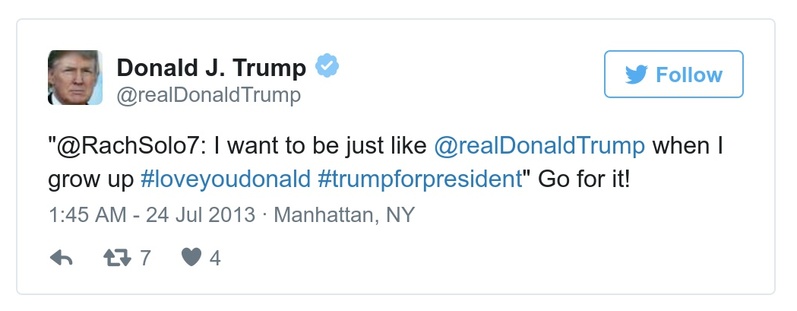 Donald J. Trump
@realDonaldTrump
Follow
"@RachSolo7: I want to be just like @realDonaldTrump when I
grow up #loveyoudonald #trumpforpresident" Go for it!
1:45 AM - 24 Jul 2013 · Manhattan, NY
7 4